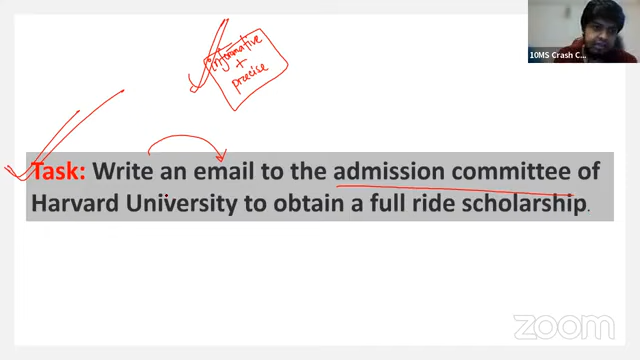 informative
+
precise
10MS Crash C...
Task: Write an email to the admission committee of
Harvard University to obtain a full ride scholarship.
zoom